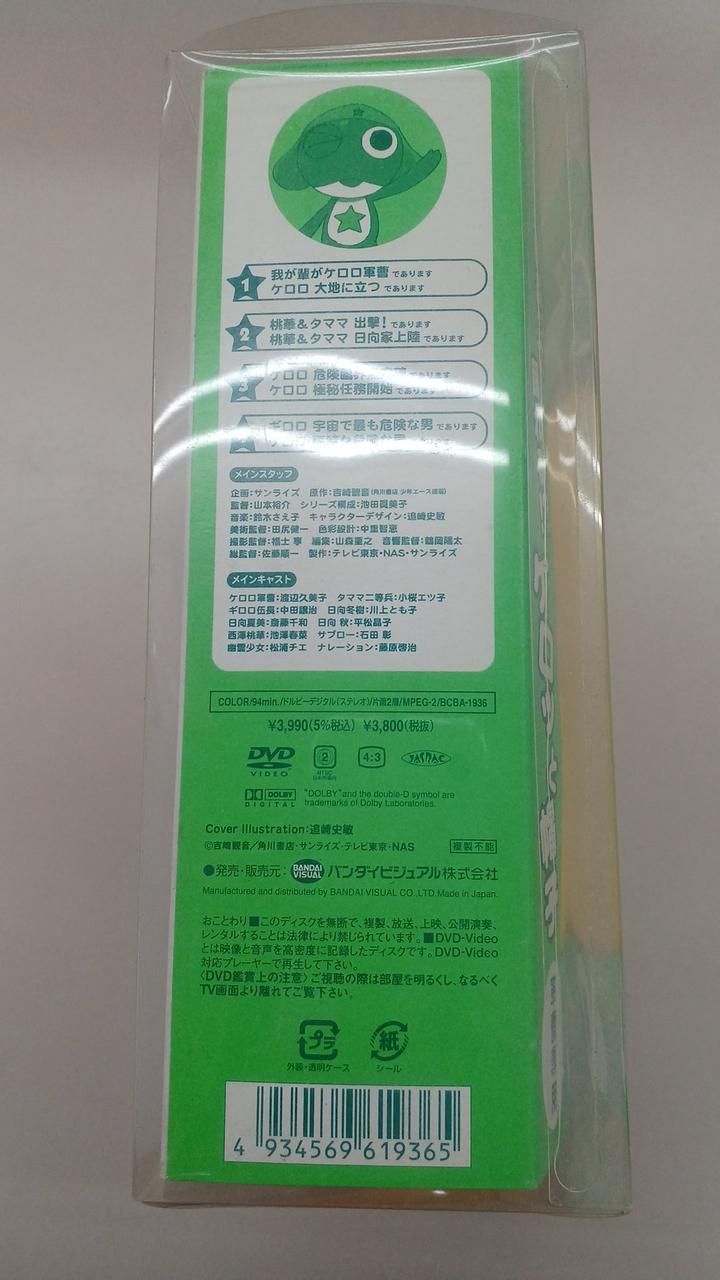 1
我が輩がケロロ軍曹 であります
ケロロ 大地に立つ であります
2
桃華&タママ 出撃! であります
桃華&タママ 日向家上陸 であります
3
ケロロ 危険 であります
ケロロ 極秘任務開始 であります
ギロロ 宇宙で最も危険な男 であります
メインスタッフ
企画:サンライズ 原作:吉崎観音(角川書店 少年エース連載)
監督:山本裕介 シリーズ構成:池田眞美子
音楽:鈴木さえ子 キャラクターデザイン:追崎史敏
美術監督:田尻健一 色彩設計:中里智恵
撮影監督:福士 享 編集:山森重之 音響監督:鶴岡陽太
総監督:佐藤順一 製作:テレビ東京・NAS・サンライズ
メインキャスト
ケロロ軍曹:渡辺久美子 タママ二等兵:小桜エツ子
ギロロ伍長:中田譲治 日向冬樹:川上とも子
日向夏美:斎藤千和 日向 秋:平松晶子
西澤桃華:池澤春菜 サブロー:石田 彰
幽霊少女:松浦チエ ナレーション:藤原啓治
COLOR/94min./ドルビーデジタル(ステレオ)/片面2層/MPEG-2/BCBA-1936
¥3,990(5%税込) ¥3,800(税抜)
DVD VIDEO 2 NTSC 日本市場向 4:3 JASRAC
DOLBY DIGITAL "DOLBY" and the double-D symbol are
trademarks of Dolby Laboratories.
Cover Illustration:追崎史敏
©吉崎観音/角川書店・サンライズ・テレビ東京・NAS 複製不能
●発売・販売元: BANDAI VISUAL バンダイビジュアル株式会社
Manufactured and distributed by BANDAI VISUAL CO.,LTD. Made in Japan.
おことわり■このディスクを無断で、複製、放送、上映、公開演奏、
レンタルすることは法律により禁じられています。■DVD-Video
とは映像と音声を高密度に記録したディスクです。DVD-Video
対応プレーヤーで再生して下さい。
〈DVD鑑賞上の注意〉ご視聴の際は部屋を明るくし、なるべく
TV画面より離れてご覧下さい。
プラ 紙
外装・透明ケース シール
4 934569 619365